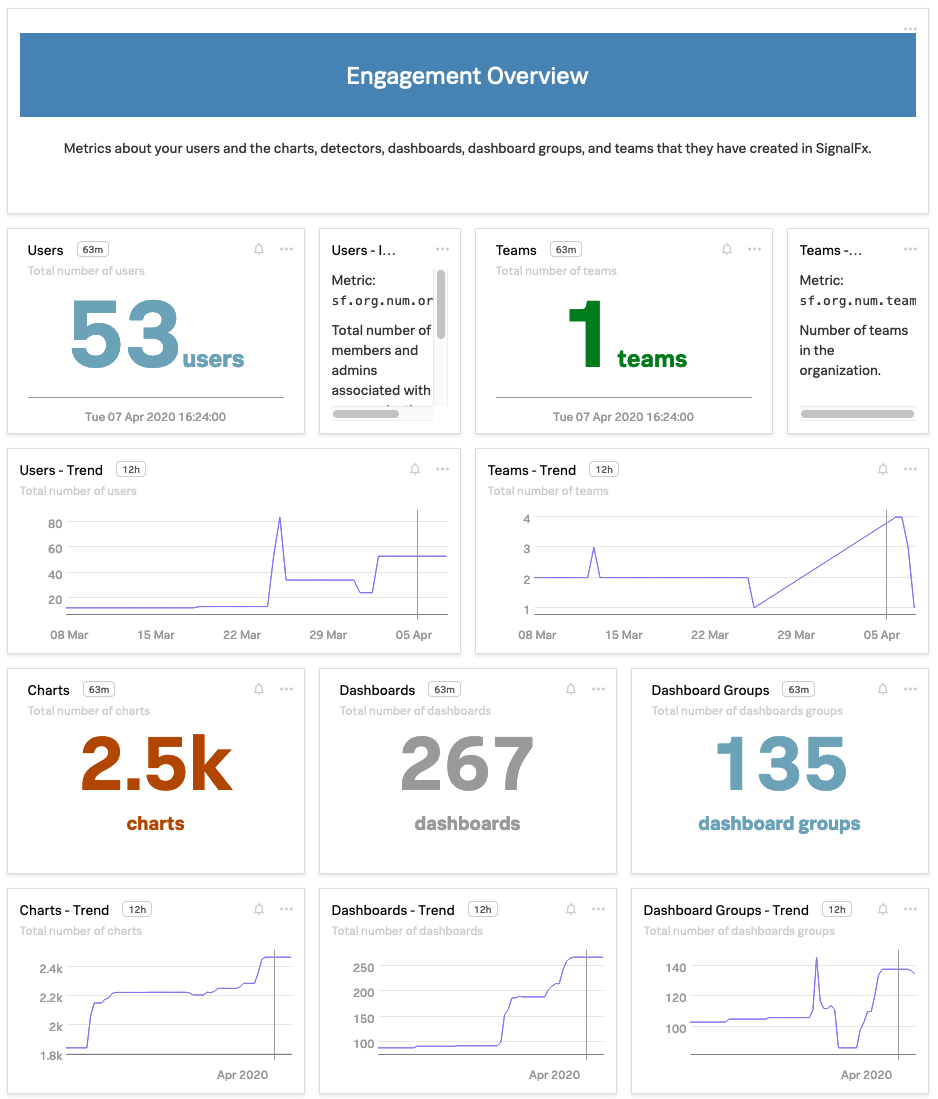 Engagement Overview
Metrics about your users and the charts, detectors, dashboards, dashboard groups, and teams that they have created in SignalFx.
Users 63m
Total number of users
53 users
Tue 07 Apr 2020 16:24:00
Users - I...
Metric:
sf.org.num.or
Total number of
members and
admins
associated with
Teams 63m
Total number of teams
1 teams
Tue 07 Apr 2020 16:24:00
Teams -...
Metric:
sf.org.num.team
Number of teams
in the
organization.
Users - Trend 12h
Total number of users
80
60
40
20
08 Mar 15 Mar 22 Mar 29 Mar 05 Apr
Teams - Trend 12h
Total number of teams
4
3
2
1
08 Mar 15 Mar 22 Mar 29 Mar 05 Apr
Charts 63m
Total number of charts
2.5k
charts
Dashboards 63m
Total number of dashboards
267
dashboards
Dashboard Groups 63m
Total number of dashboards groups
135
dashboard groups
Charts - Trend 12h
Total number of charts
2.4k
2.2k
2k
1.8k
Apr 2020
Dashboards - Trend 12h
Total number of dashboards
250
200
150
100
Apr 2020
Dashboard Groups - Trend 12h
Total number of dashboards groups
140
120
100
Apr 2020